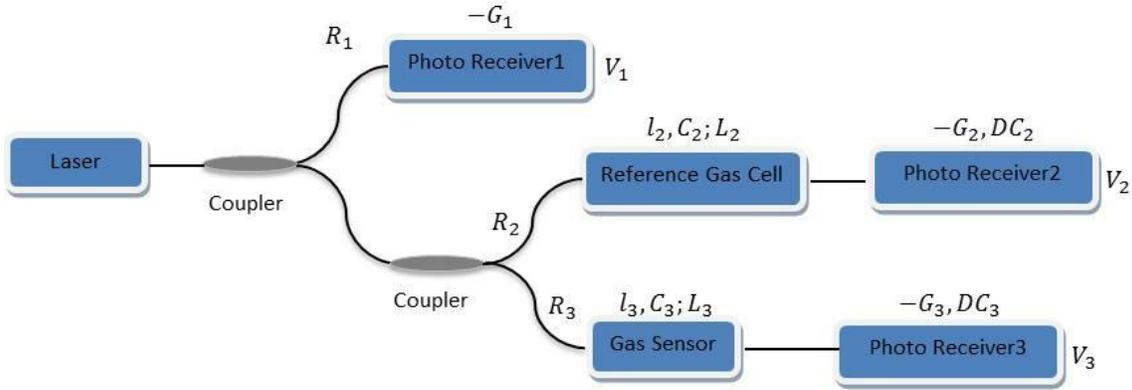 −G₁
R₁
Photo Receiver1
V₁
Laser
Coupler
l₂, C₂; L₂
−G₂, DC₂
Reference Gas Cell
Photo Receiver2
V₂
R₂
Coupler
R₃
l₃, C₃; L₃
−G₃, DC₃
Gas Sensor
Photo Receiver3
V₃